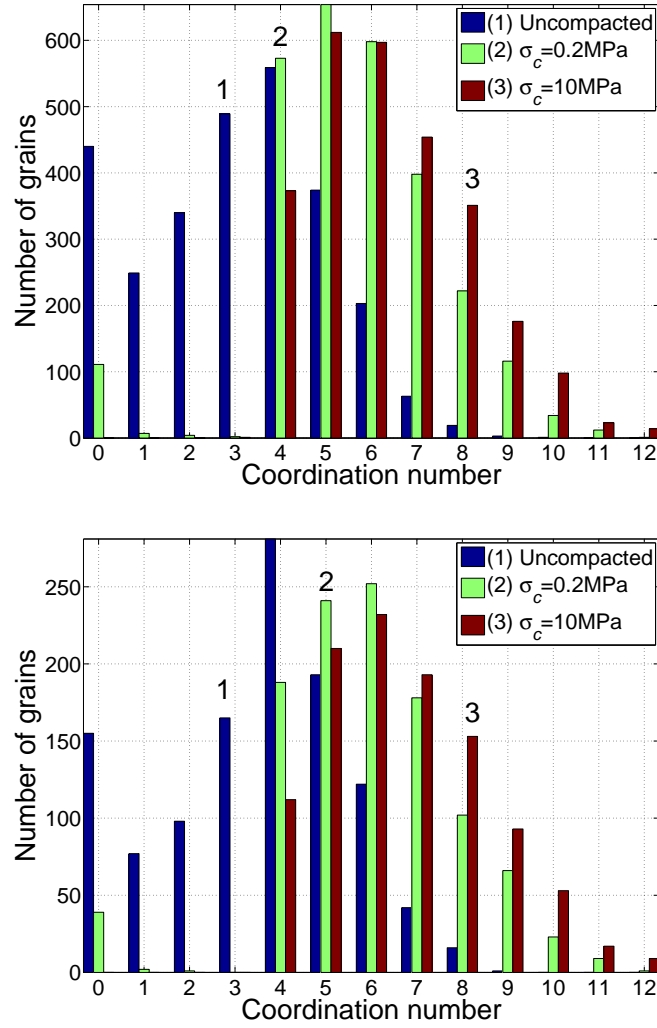 600
500
400
300
200
100
0
Number of grains
1
2
3
(1) Uncompacted
(2) σc=0.2MPa
(3) σc=10MPa
0 1 2 3 4 5 6 7 8 9 10 11 12
Coordination number
250
200
150
100
50
0
Number of grains
1
2
3
(1) Uncompacted
(2) σc=0.2MPa
(3) σc=10MPa
0 1 2 3 4 5 6 7 8 9 10 11 12
Coordination number